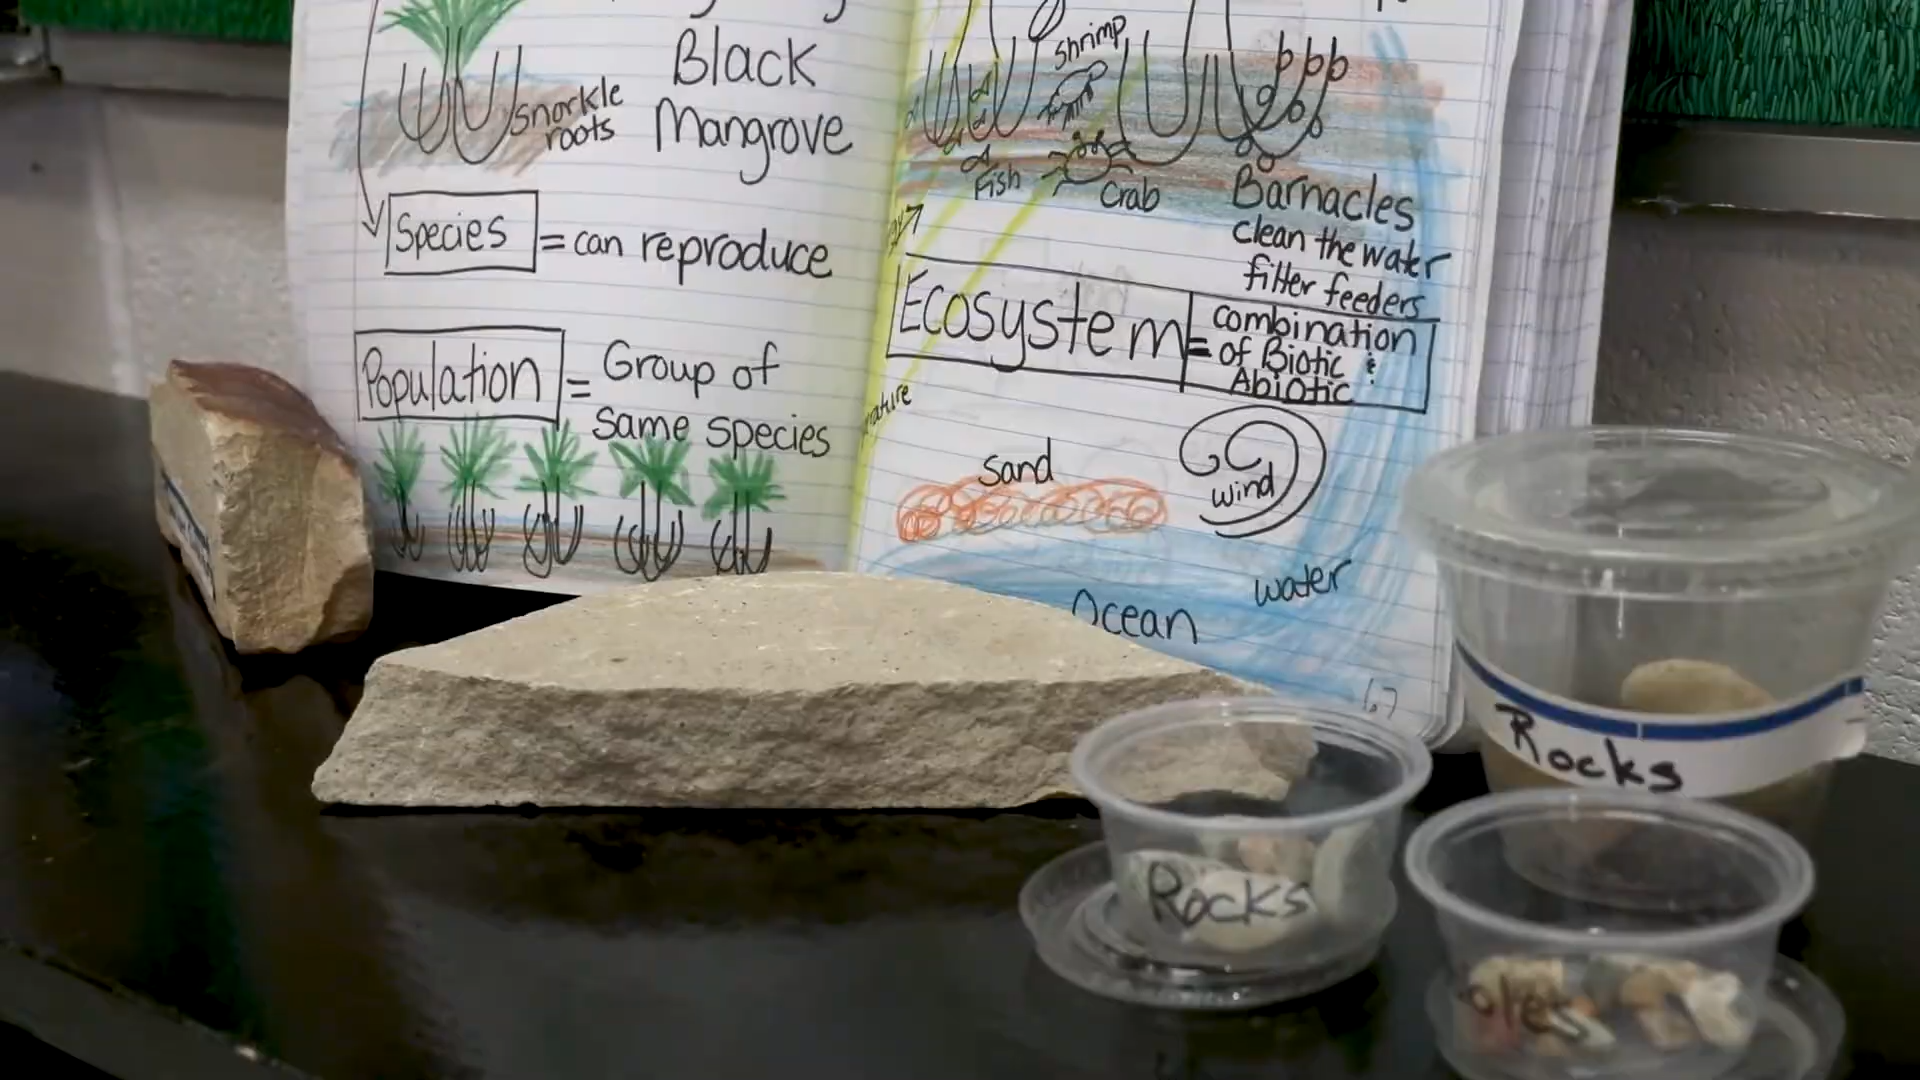 Black
Mangrove
snorkle
roots
Species = can reproduce
Population = Group of
same species
shrimp
Fish
Crab
Barnacles
clean the water
filter feeders
Ecosystem = combination
of Biotic &
Abiotic
sand
wind
water
Ocean
67
Rocks
Rocks